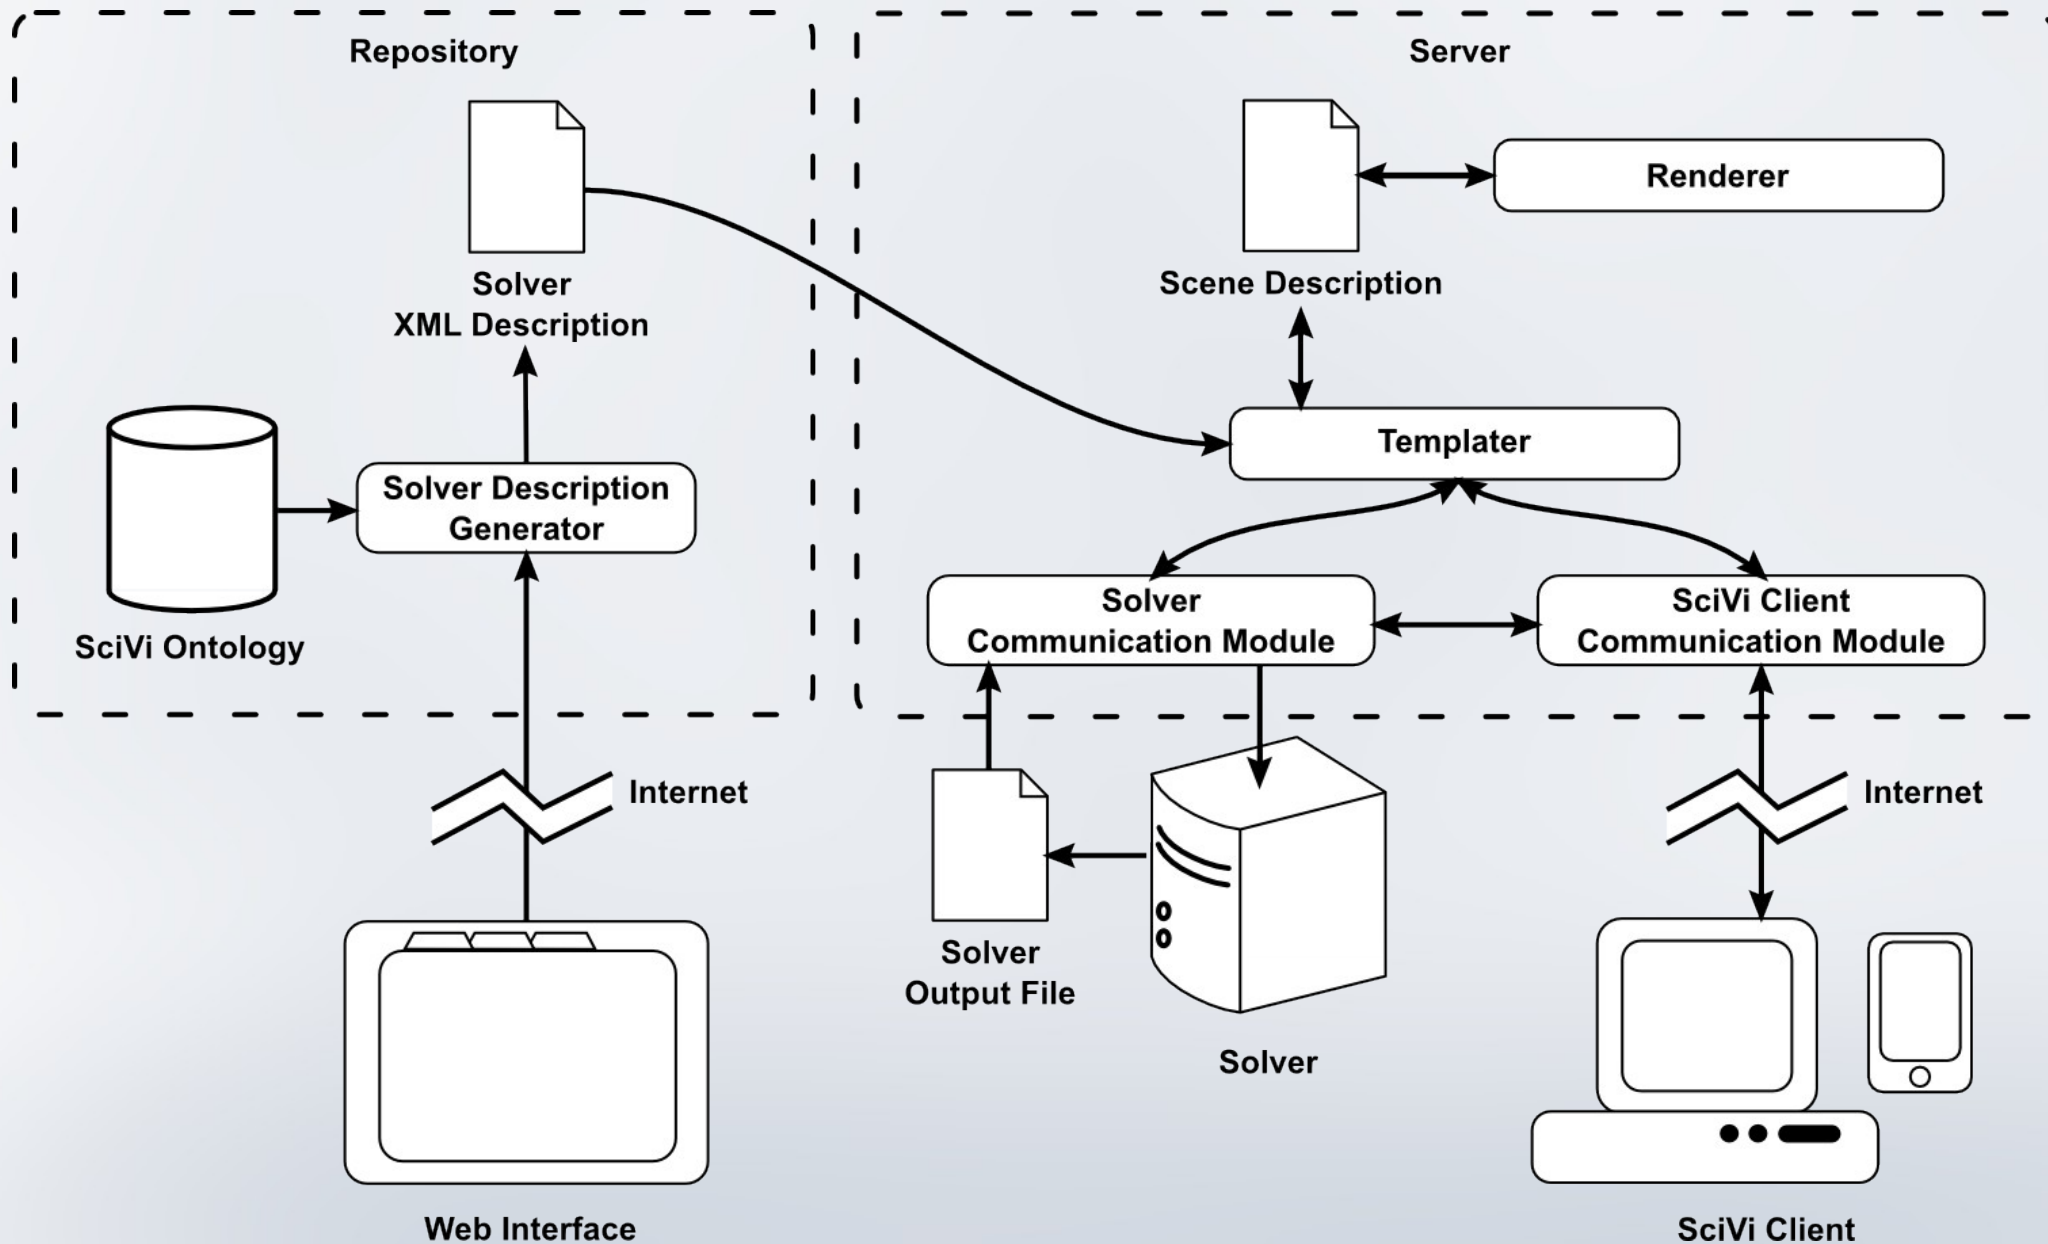 Repository
Server
Renderer
Solver
XML Description
Scene Description
Templater
Solver Description
Generator
SciVi Ontology
Solver
Communication Module
SciVi Client
Communication Module
Internet
Internet
Solver
Output File
Solver
Web Interface
SciVi Client